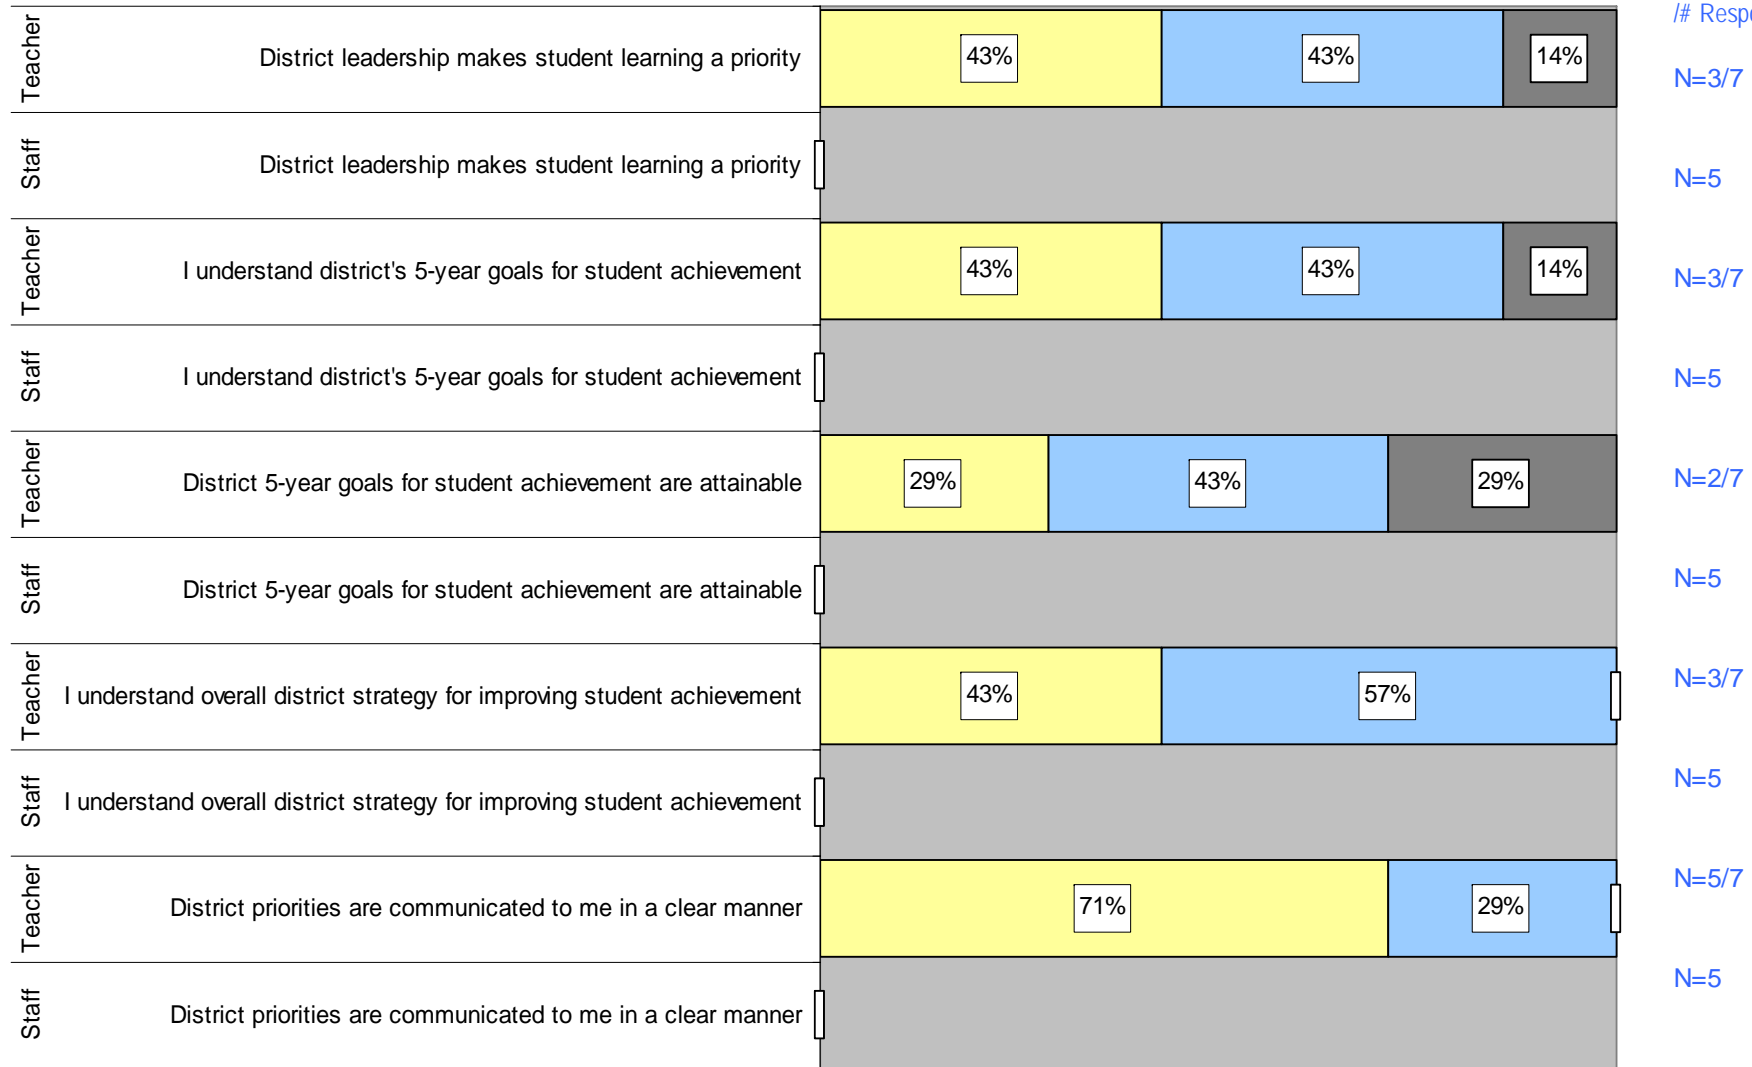 /# Resp
Teacher District leadership makes student learning a priority 43% 43% 14% N=3/7
Staff District leadership makes student learning a priority N=5
Teacher I understand district's 5-year goals for student achievement 43% 43% 14% N=3/7
Staff I understand district's 5-year goals for student achievement N=5
Teacher District 5-year goals for student achievement are attainable 29% 43% 29% N=2/7
Staff District 5-year goals for student achievement are attainable N=5
Teacher I understand overall district strategy for improving student achievement 43% 57% N=3/7
Staff I understand overall district strategy for improving student achievement N=5
Teacher District priorities are communicated to me in a clear manner 71% 29% N=5/7
Staff District priorities are communicated to me in a clear manner N=5